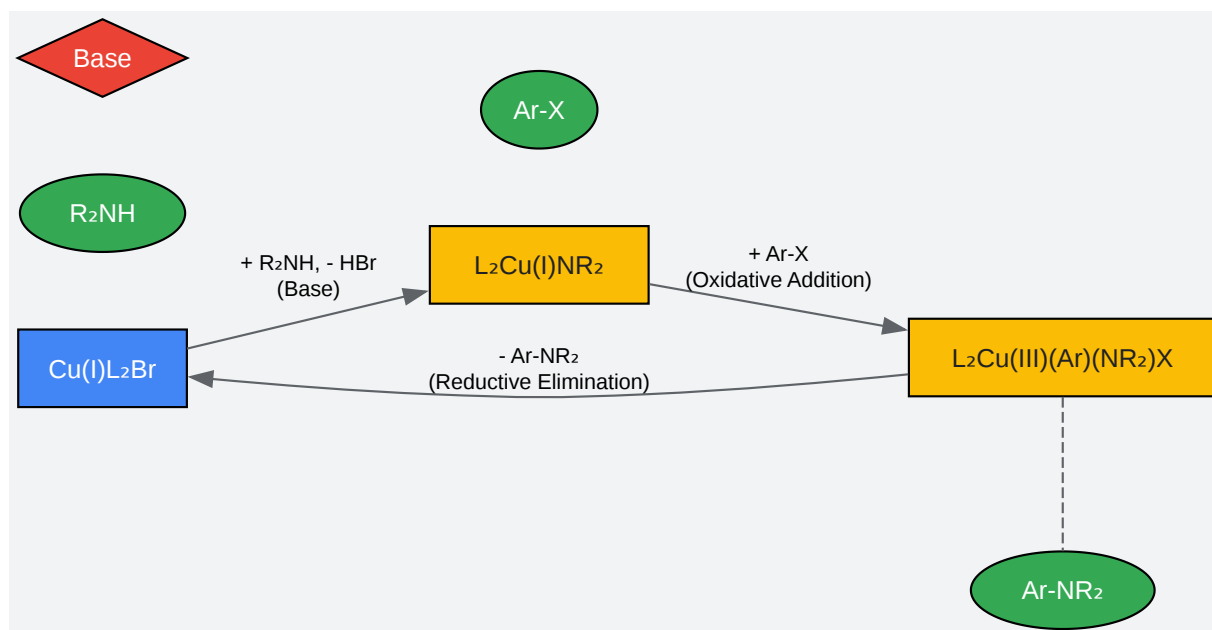 Base
Ar-X
R₂NH
+ R₂NH, - HBr
(Base)
L₂Cu(I)NR₂
+ Ar-X
(Oxidative Addition)
Cu(I)L₂Br
- Ar-NR₂
(Reductive Elimination)
L₂Cu(III)(Ar)(NR₂)X
Ar-NR₂